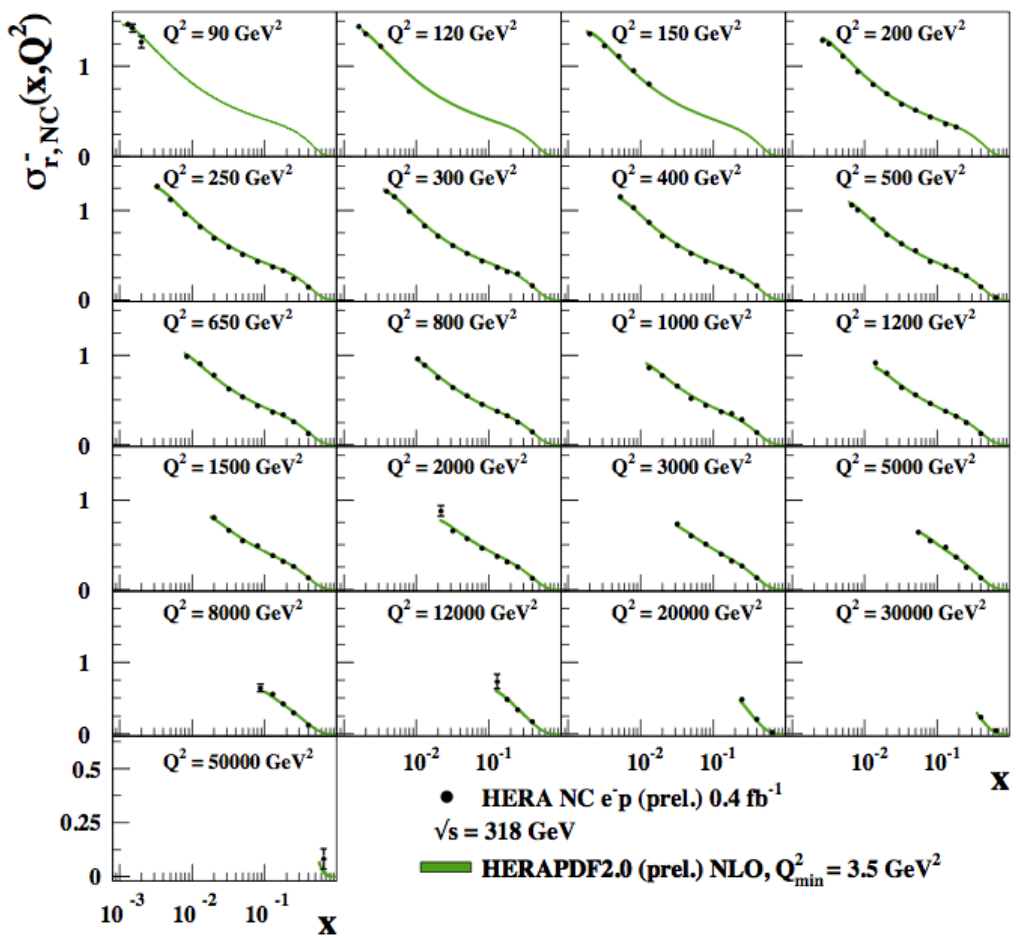 σ⁻r,NC(x,Q²)
Q² = 90 GeV² Q² = 120 GeV² Q² = 150 GeV² Q² = 200 GeV²
1
0
Q² = 250 GeV² Q² = 300 GeV² Q² = 400 GeV² Q² = 500 GeV²
1
0
Q² = 650 GeV² Q² = 800 GeV² Q² = 1000 GeV² Q² = 1200 GeV²
1
0
Q² = 1500 GeV² Q² = 2000 GeV² Q² = 3000 GeV² Q² = 5000 GeV²
1
0
Q² = 8000 GeV² Q² = 12000 GeV² Q² = 20000 GeV² Q² = 30000 GeV²
1
0
Q² = 50000 GeV²
10⁻² 10⁻¹ 10⁻² 10⁻¹ 10⁻² 10⁻¹
x
0.5
0.25
0
HERA NC e⁻p (prel.) 0.4 fb⁻¹
√s = 318 GeV
HERAPDF2.0 (prel.) NLO, Q²min = 3.5 GeV²
10⁻³ 10⁻² 10⁻¹ x